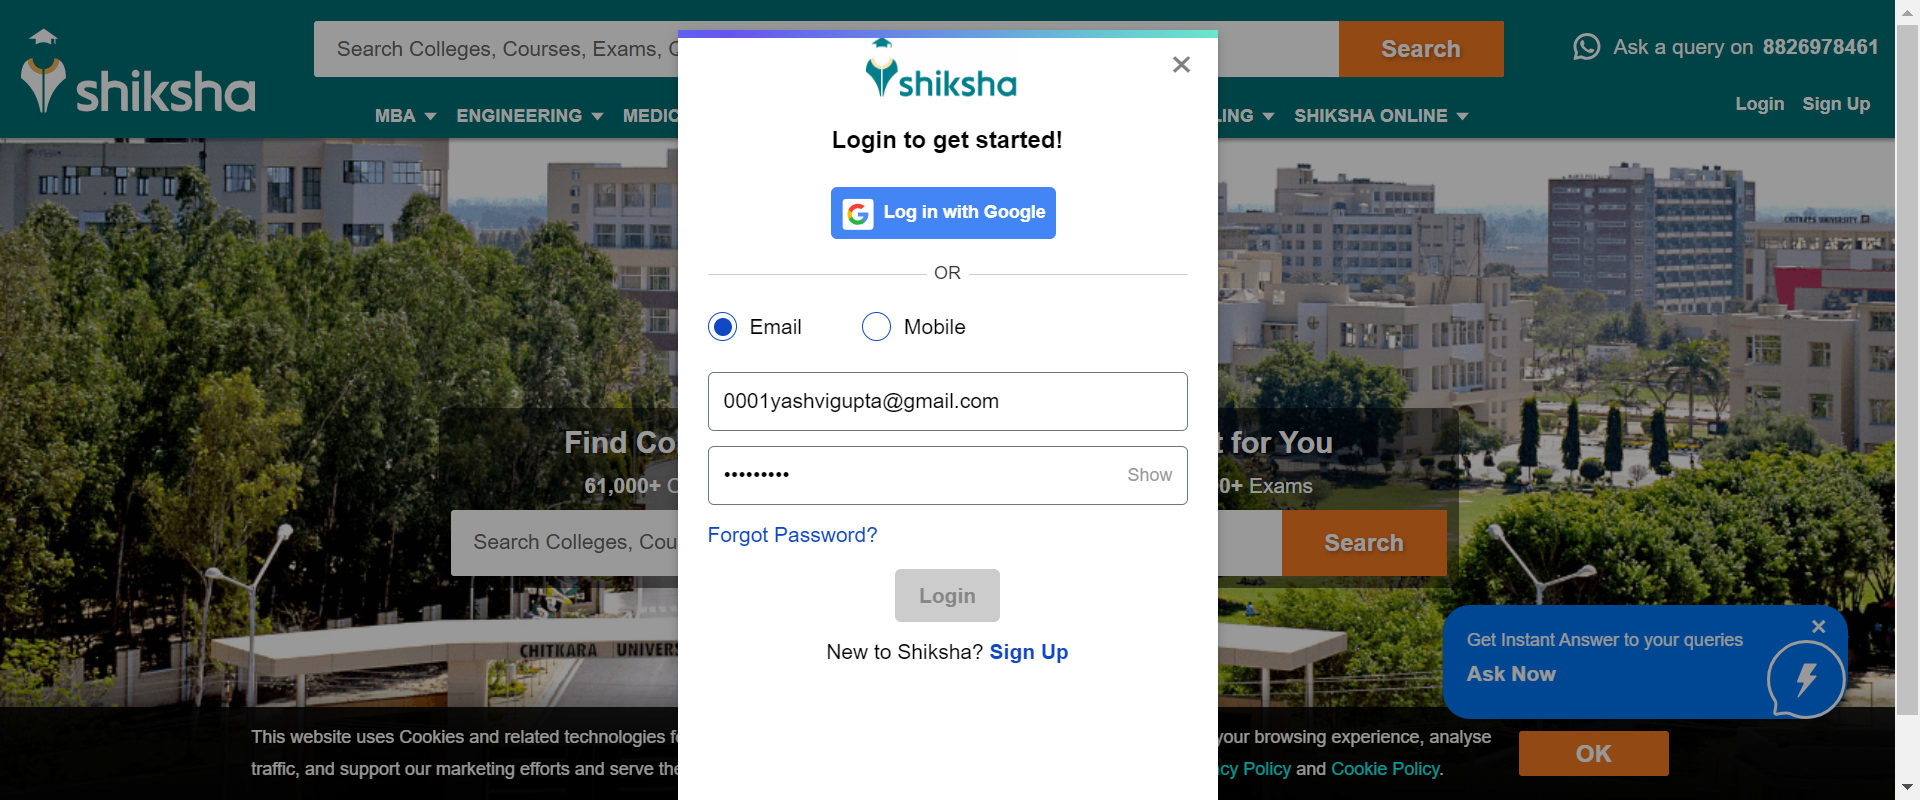 shiksha
Search Colleges, Courses, Exams,
Search
Ask a query on 8826978461
MBA
ENGINEERING
SHIKSHA ONLINE
Login
Sign Up
shiksha
Login to get started!
Log in with Google
OR
Email
Mobile
0001yashvigupta@gmail.com
•••••••••
Show
Forgot Password?
Login
New to Shiksha? Sign Up
Find Co
t for You
61,000+
0+ Exams
Search Colleges, Cou
Search
CHITKARA UNIVERS
CHITKARA UNIVERSITY
Get Instant Answer to your queries
Ask Now
This website uses Cookies and related technologies
your browsing experience, analyse
traffic, and support our marketing efforts and serve the
cy Policy and Cookie Policy.
OK